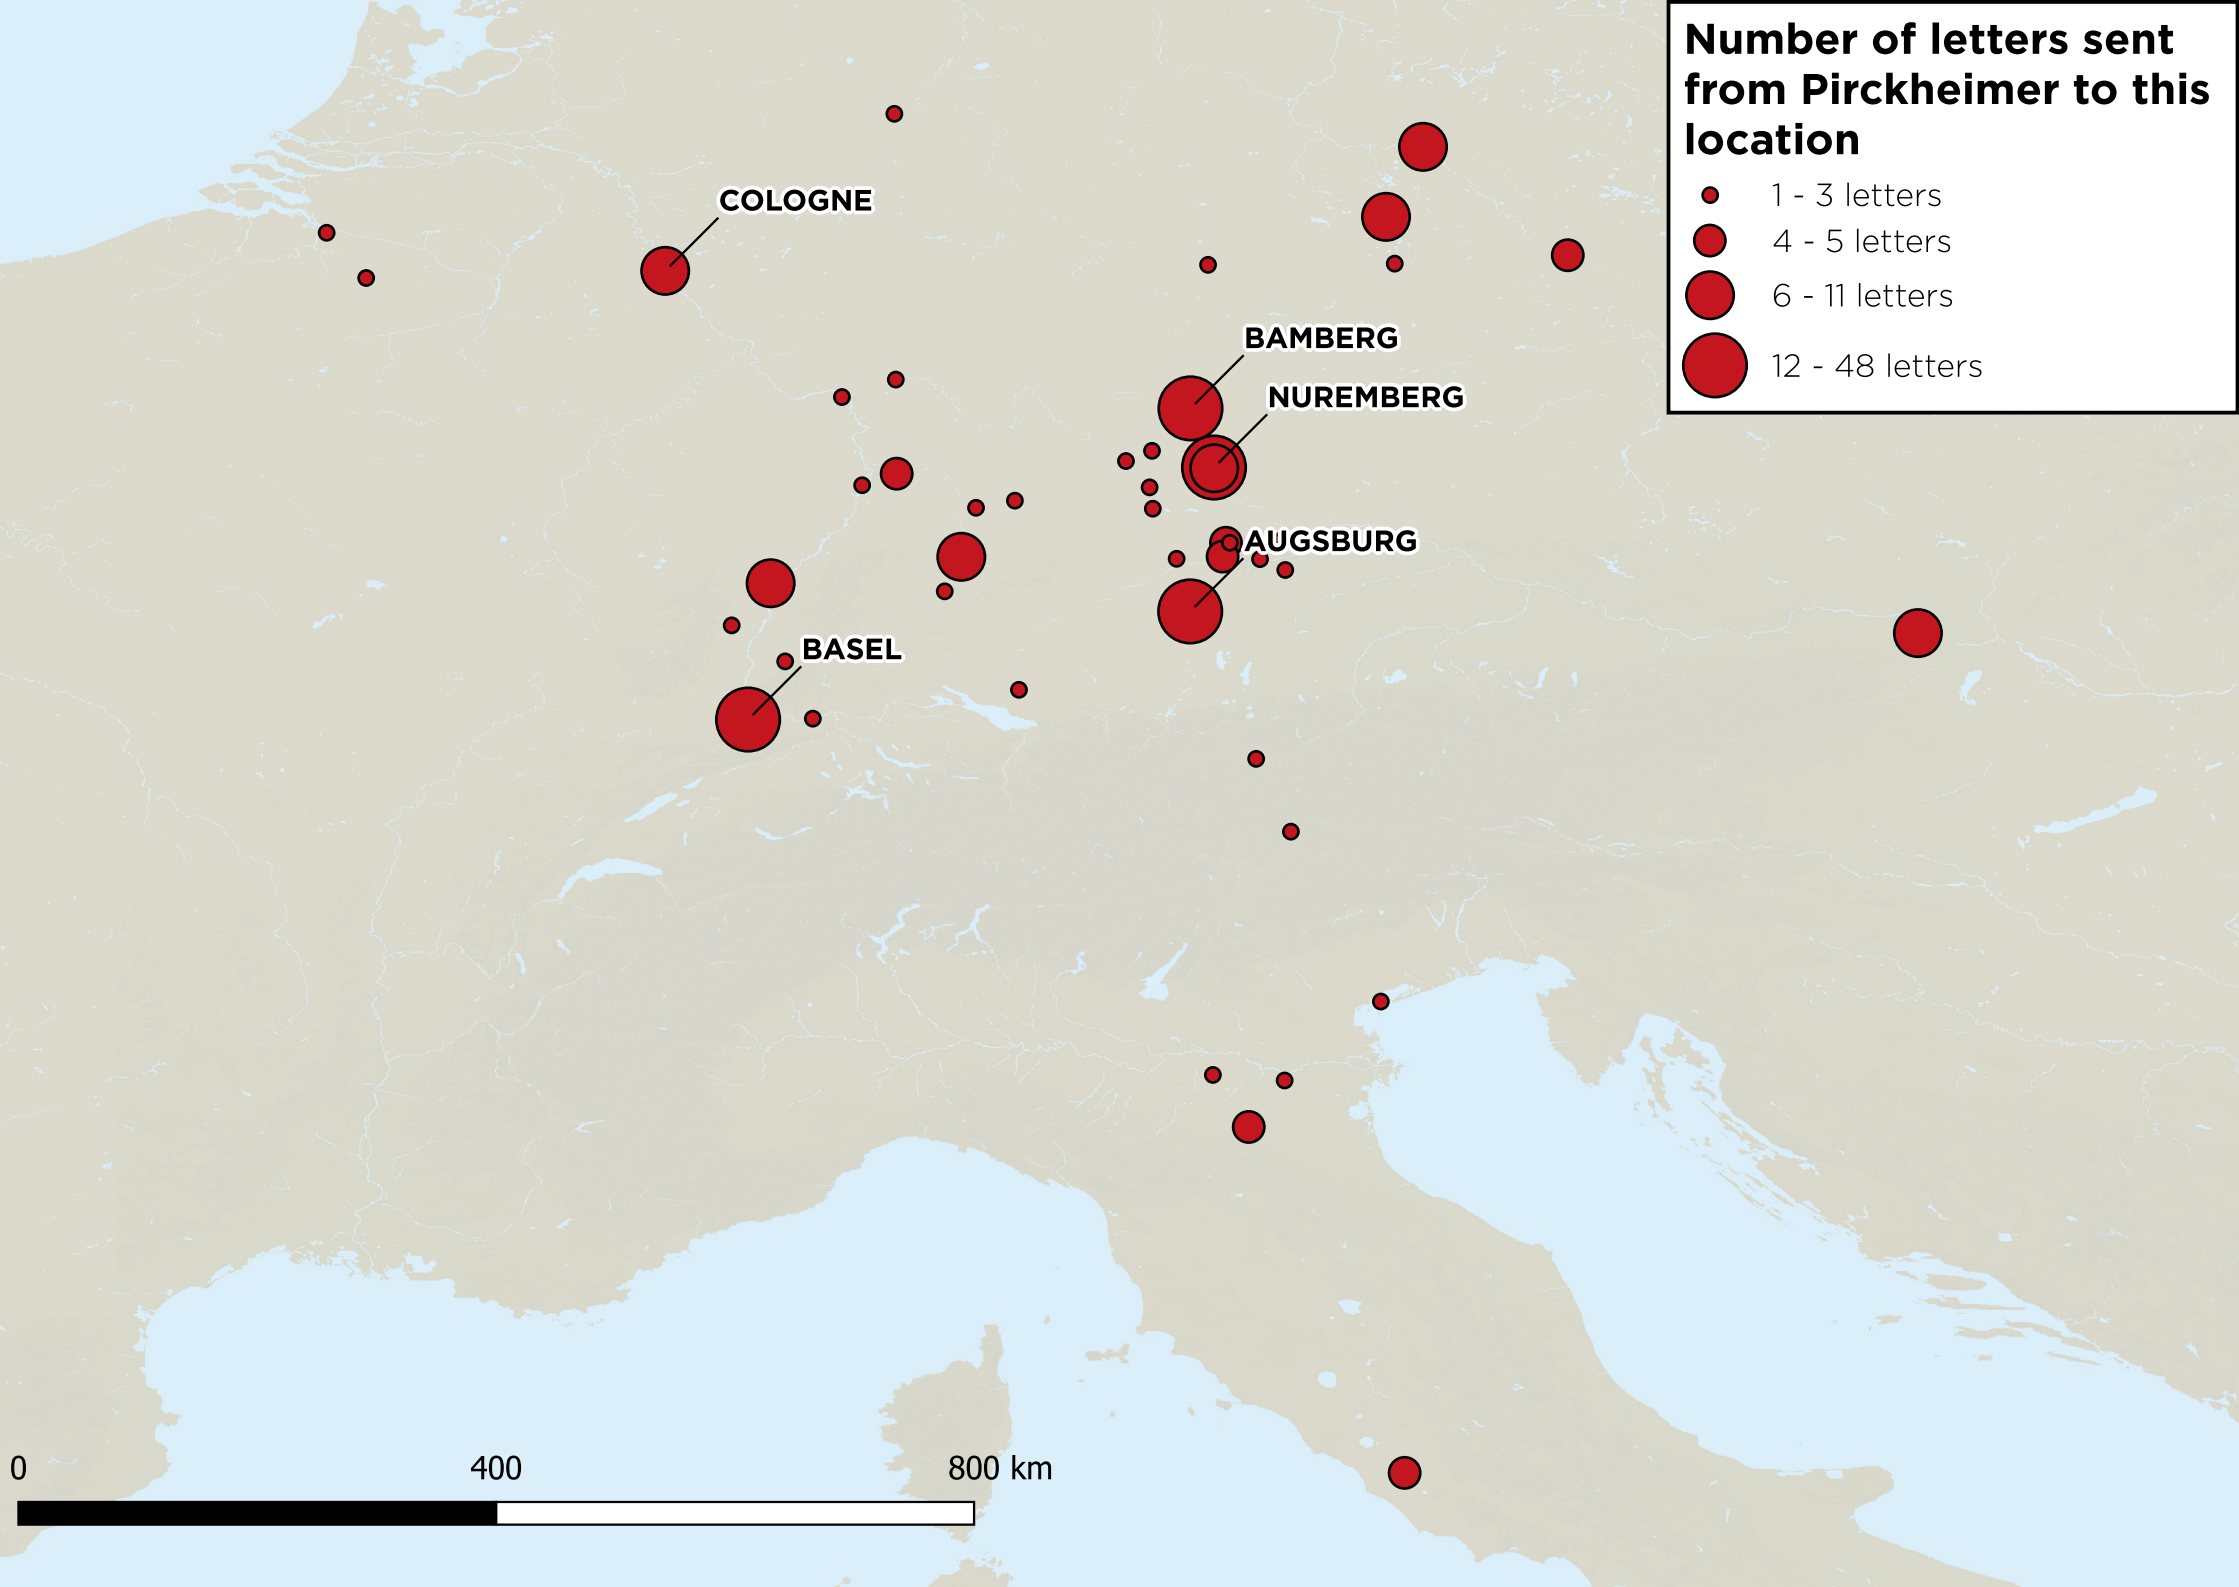 Number of letters sent
from Pirckheimer to this
location
1 - 3 letters
4 - 5 letters
6 - 11 letters
12 - 48 letters
COLOGNE
BAMBERG
NUREMBERG
AUGSBURG
BASEL
0 400 800 km